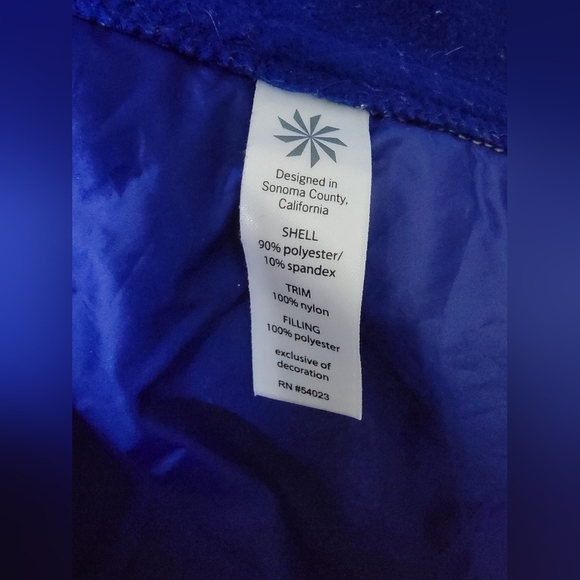 Designed in
Sonoma County,
California
SHELL
90% polyester/
10% spandex
TRIM
100% nylon
FILLING
100% polyester
exclusive of
decoration
RN #54023